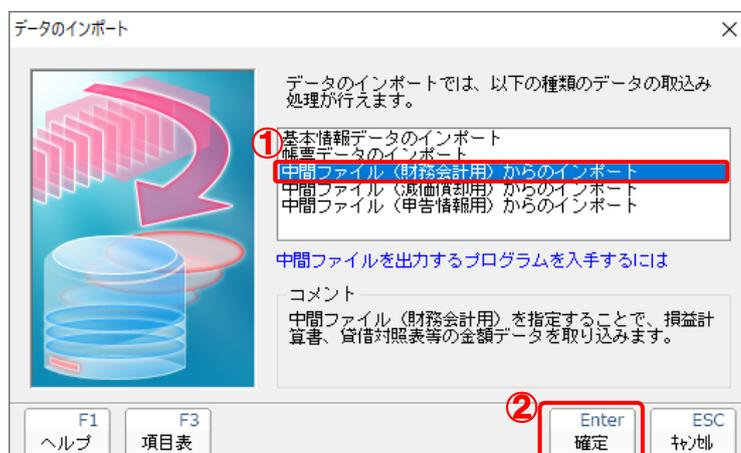 データのインポート
データのインポートでは、以下の種類のデータの取込み
処理が行えます。
①
基本情報データのインポート
帳票データのインポート
中間ファイル（財務会計用）からのインポート
中間ファイル（減価償却用）からのインポート
中間ファイル（申告情報用）からのインポート
中間ファイルを出力するプログラムを入手するには
コメント
中間ファイル（財務会計用）を指定することで、損益計
算書、貸借対照表等の金額データを取り込みます。
②
F1
ヘルプ
F3
項目表
Enter
確定
ESC
ｷｬﾝｾﾙ